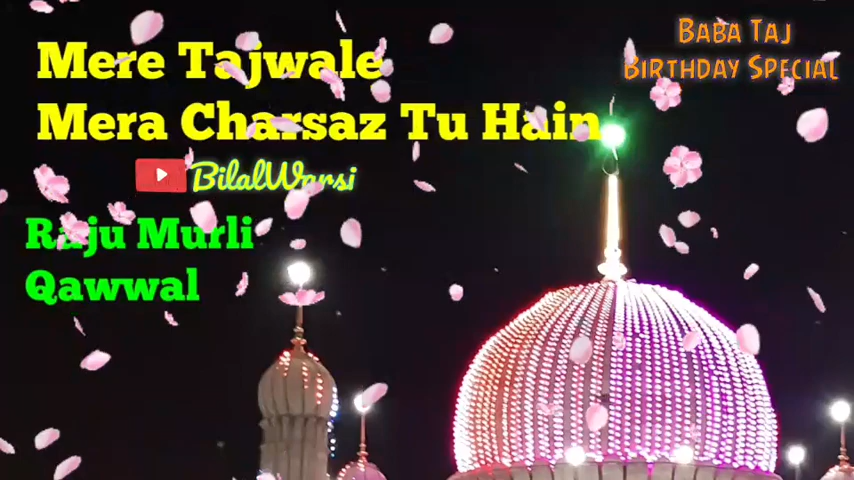 Mere Tajwale
Mera Charsaz Tu Hain
BilalWarsi
Raju Murli
Qawwal
Baba Taj
Birthday Special